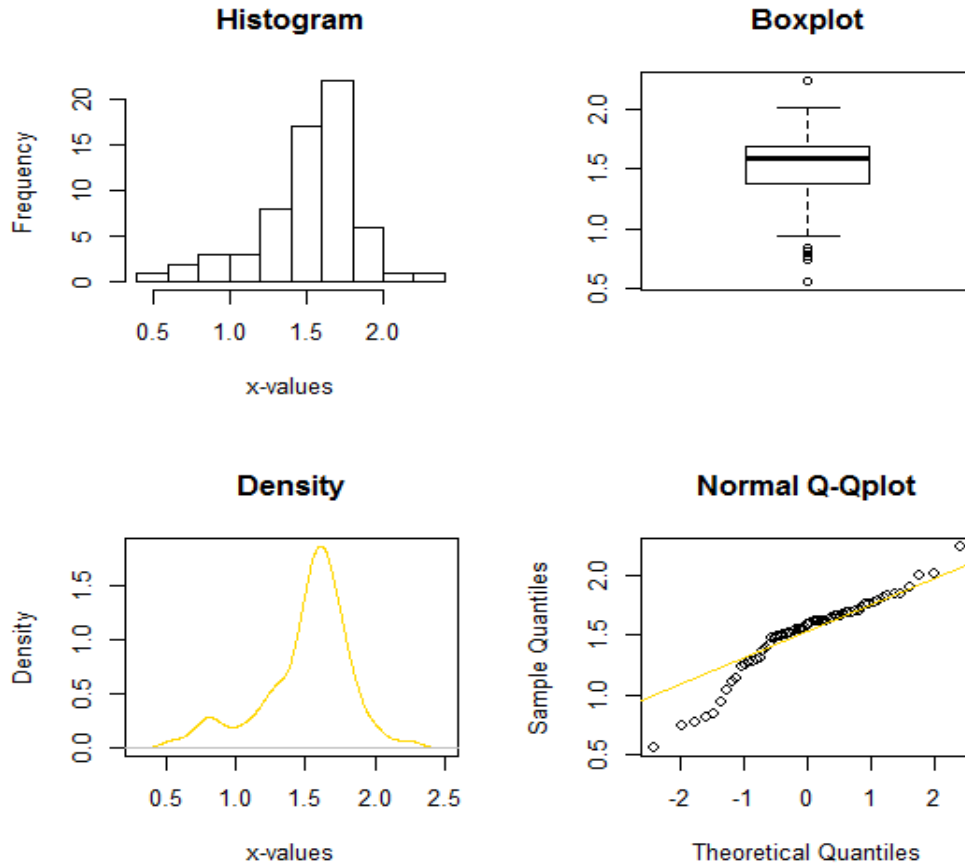 Histogram
Frequency
0
5
10
15
20
0.5 1.0 1.5 2.0
x-values
Boxplot
0.5
1.0
1.5
2.0
Density
Density
0.0
0.5
1.0
1.5
0.5 1.0 1.5 2.0 2.5
x-values
Normal Q-Qplot
Sample Quantiles
0.5
1.0
1.5
2.0
-2 -1 0 1 2
Theoretical Quantiles